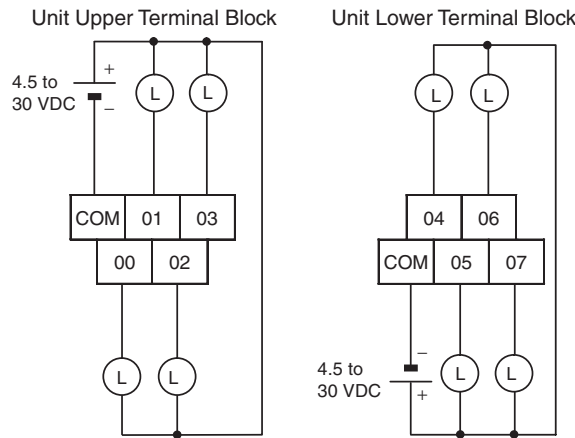 Unit Upper Terminal Block
+
4.5 to
30 VDC
−
L
L
COM
01
03
00
02
L
L
Unit Lower Terminal Block
L
L
04
06
COM
05
07
4.5 to
30 VDC
−
+
L
L